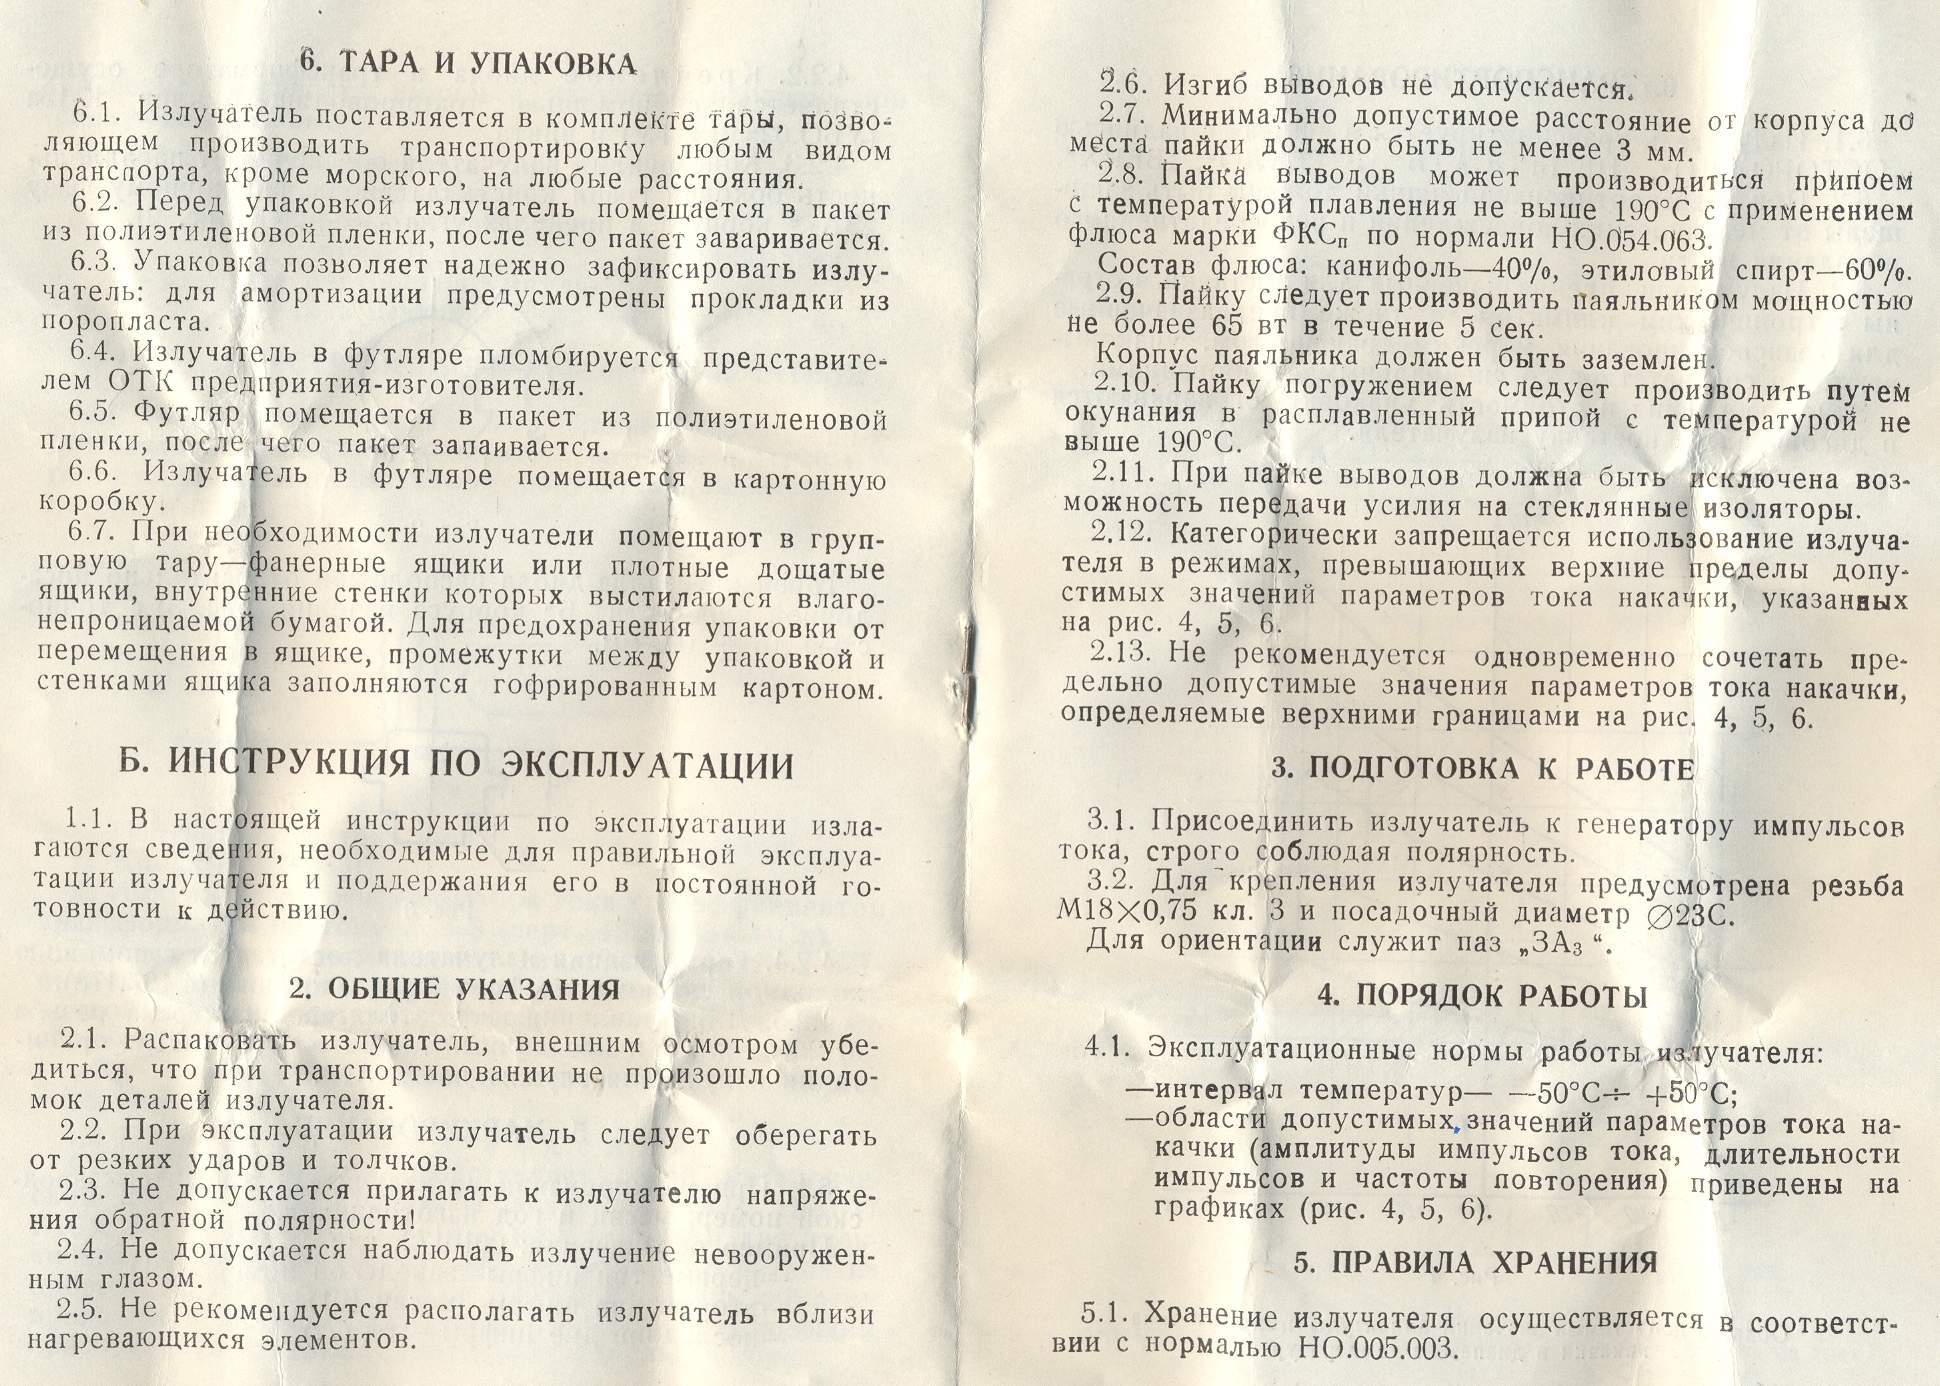 6. ТАРА И УПАКОВКА
6.1. Излучатель поставляется в комплекте тары, позво-
ляющем производить транспортировку любым видом
транспорта, кроме морского, на любые расстояния.
6.2. Перед упаковкой излучатель помещается в пакет
из полиэтиленовой пленки, после чего пакет заваривается.
6.3. Упаковка позволяет надежно зафиксировать излу-
чатель: для амортизации предусмотрены прокладки из
поропласта.
6.4. Излучатель в футляре пломбируется представите-
лем ОТК предприятия-изготовителя.
6.5. Футляр помещается в пакет из полиэтиленовой
пленки, после чего пакет запаивается.
6.6. Излучатель в футляре помещается в картонную
коробку.
6.7. При необходимости излучатели помещают в груп-
повую тару—фанерные ящики или плотные дощатые
ящики, внутренние стенки которых выстилаются влаго-
непроницаемой бумагой. Для предохранения упаковки от
перемещения в ящике, промежутки между упаковкой и
стенками ящика заполняются гофрированным картоном.
Б. ИНСТРУКЦИЯ ПО ЭКСПЛУАТАЦИИ
1.1. В настоящей инструкции по эксплуатации изла-
гаются сведения, необходимые для правильной эксплуа-
тации излучателя и поддержания его в постоянной го-
товности к действию.
2. ОБЩИЕ УКАЗАНИЯ
2.1. Распаковать излучатель, внешним осмотром убе-
диться, что при транспортировании не произошло поло-
мок деталей излучателя.
2.2. При эксплуатации излучатель следует оберегать
от резких ударов и толчков.
2.3. Не допускается прилагать к излучателю напряже-
ния обратной полярности!
2.4. Не допускается наблюдать излучение невооружен-
ным глазом.
2.5. Не рекомендуется располагать излучатель вблизи
нагревающихся элементов.
2.6. Изгиб выводов не допускается.
2.7. Минимально допустимое расстояние от корпуса до
места пайки должно быть не менее 3 мм.
2.8. Пайка выводов может производиться припоем
с температурой плавления не выше 190°С с применением
флюса марки ФКСп по нормали НО.054.063.
Состав флюса: канифоль—40%, этиловый спирт—60%.
2.9. Пайку следует производить паяльником мощностью
не более 65 вт в течение 5 сек.
Корпус паяльника должен быть заземлен.
2.10. Пайку погружением следует производить путем
окунания в расплавленный припой с температурой не
выше 190°С.
2.11. При пайке выводов должна быть исключена воз-
можность передачи усилия на стеклянные изоляторы.
2.12. Категорически запрещается использование излуча-
теля в режимах, превышающих верхние пределы допу-
стимых значений параметров тока накачки, указанных
на рис. 4, 5, 6.
2.13. Не рекомендуется одновременно сочетать пре-
дельно допустимые значения параметров тока накачки,
определяемые верхними границами на рис. 4, 5, 6.
3. ПОДГОТОВКА К РАБОТЕ
3.1. Присоединить излучатель к генератору импульсов
тока, строго соблюдая полярность.
3.2. Для крепления излучателя предусмотрена резьба
М18×0,75 кл. 3 и посадочный диаметр ∅23С.
Для ориентации служит паз „ЗА₃“.
4. ПОРЯДОК РАБОТЫ
4.1. Эксплуатационные нормы работы излучателя:
—интервал температур— —50°С÷ +50°С;
—области допустимых значений параметров тока на-
качки (амплитуды импульсов тока, длительности
импульсов и частоты повторения) приведены на
графиках (рис. 4, 5, 6).
5. ПРАВИЛА ХРАНЕНИЯ
5.1. Хранение излучателя осуществляется в соответст-
вии с нормалью НО.005.003.